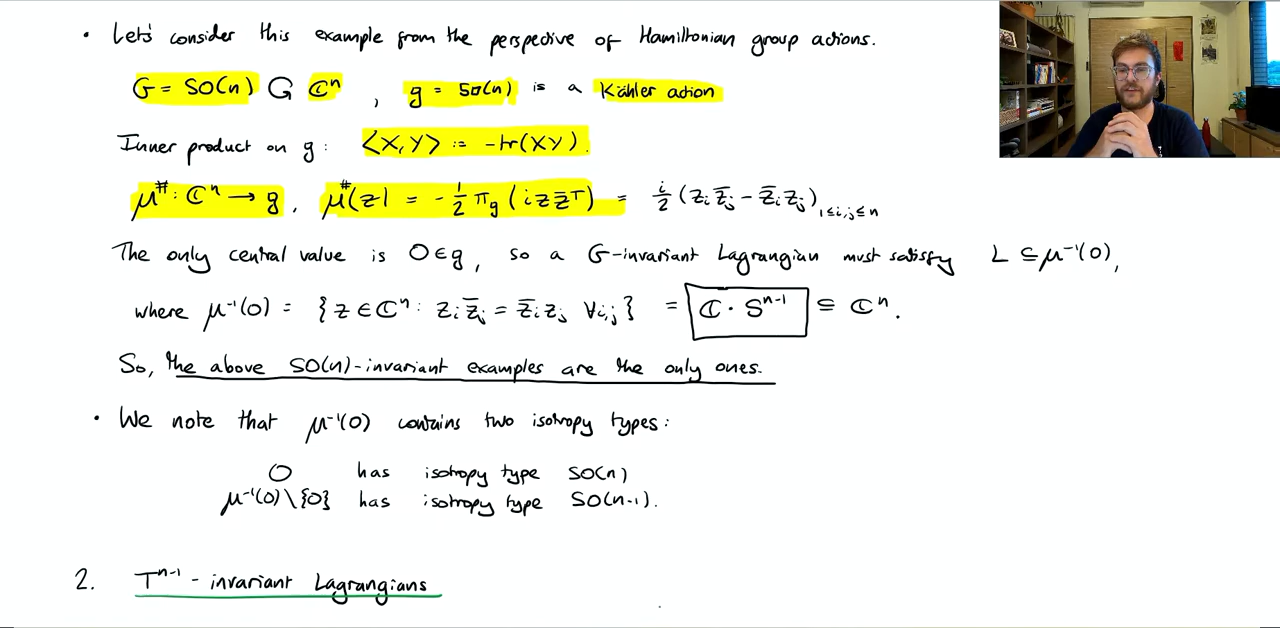 • Let's consider this example from the perspective of Hamiltonian group actions.
G = SO(n) ↻ ℂⁿ , g = so(n) is a Kähler action
Inner product on g : <X,Y> := -tr(XY).
μ^# : ℂⁿ → g , μ^#(z) = -½ π_g (i z z̄ᵀ) = i/2 (z_i z̄_j - z̄_i z_j)_{1≤i,j≤n}
The only central value is 0 ∈ g , so a G-invariant Lagrangian must satisfy L ⊆ μ⁻¹(0),
where μ⁻¹(0) = {z ∈ ℂⁿ : z_i z̄_j = z̄_i z_j ∀i,j} = ℂ · Sⁿ⁻¹ ⊆ ℂⁿ.
So, the above SO(n)-invariant examples are the only ones.
• We note that μ⁻¹(0) contains two isotropy types:
0 has isotropy type SO(n)
μ⁻¹(0)\{0} has isotropy type SO(n-1).
2. Tⁿ⁻¹ - invariant Lagrangians